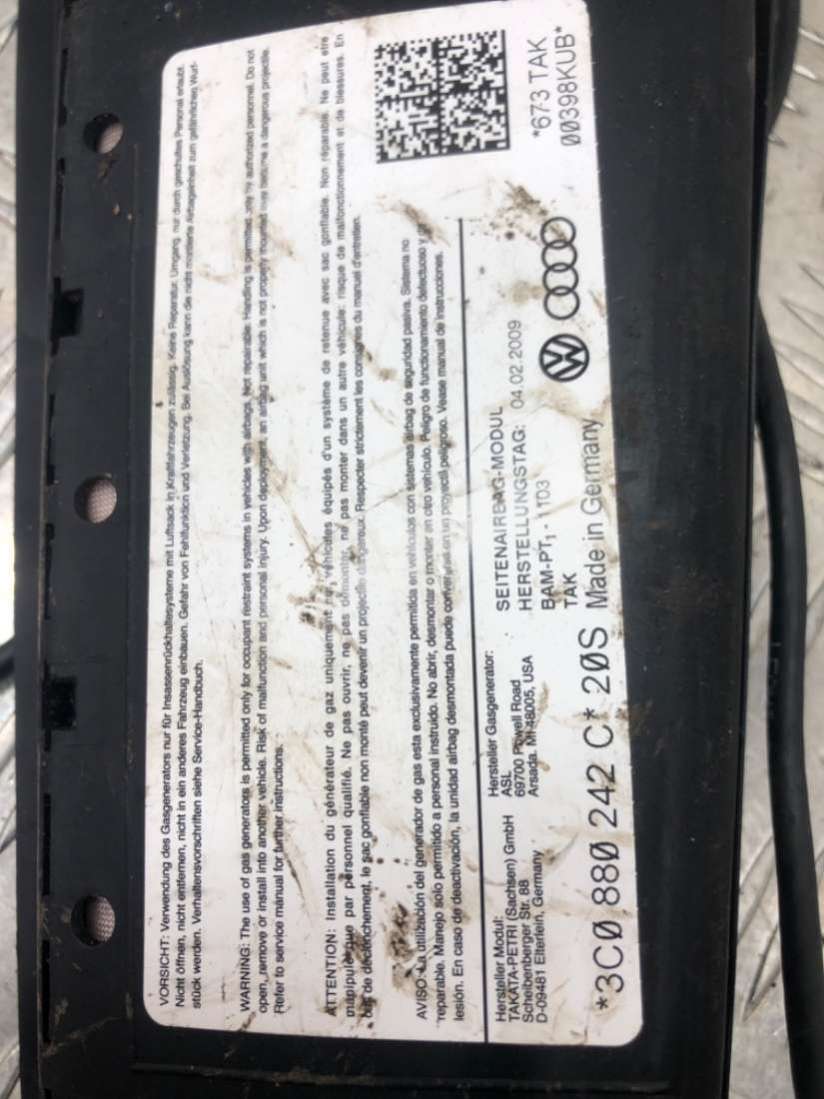 VORSICHT: Verwendung des Gasgenerators nur für Insassenrückhaltesysteme mit Luftsack in Kraftfahrzeugen zulässig. Keine Reparatur. Umgang nur durch geschultes Personal erlaubt.
Nicht öffnen, nicht entfernen, nicht in ein anderes Fahrzeug einbauen. Gefahr von Fehlfunktion und Verletzung. Bei Auslösung kann die nicht montierte Airbageinheit zum gefährlichen Wurf-
stück werden. Verhaltensvorschriften siehe Service-Handbuch.
WARNING: The use of gas generators is permitted only for occupant restraint systems in vehicles with airbags. Not repairable. Handling is permitted only by authorized personnel. Do not
open, remove or install into another vehicle. Risk of malfunction and personal injury. Upon deployment, an airbag unit which is not properly mounted may become a dangerous projectile.
Refer to service manual for further instructions.
ATTENTION: Installation du générateur de gaz uniquement sur véhicules équipés d'un système de retenue avec sac gonflable. Non réparable. Ne peut être
manipulé que par personnel qualifié. Ne pas ouvrir, ne pas démonter, ne pas monter dans un autre véhicule: risque de malfonctionnement et de blessures. En
cas de déclenchement, le sac gonflable non monté peut devenir un projectile dangereux. Respecter strictement les consignes du manuel d'entretien.
AVISO: La utilización del generador de gas esta exclusivamente permitida en vehículos con sistemas airbag de seguridad pasiva. Sistema no
reparable. Manejo solo permitido a personal instruido. No abrir, desmontar o montar en otro vehículo. Peligro de funcionamiento defectuoso y de
lesión. En caso de deactivación, la unidad airbag desmontada puede convertirse en un proyectil peligroso. Vease manual de instrucciones.
Hersteller Modul:
TAKATA-PETRI (Sachsen) GmbH
Scheibenberger Str. 88
D-09481 Elterlein, Germany
Hersteller Gasgenerator:
ASL
69700 Powell Road
Arsada. MI-48005, USA
SEITENAIRBAG-MODUL
HERSTELLUNGSTAG: 04.02.2009
BAM-PT₁- 1T03
TAK
*3C0 880 242 C* 20S Made in Germany
*673 TAK
00398KUB*